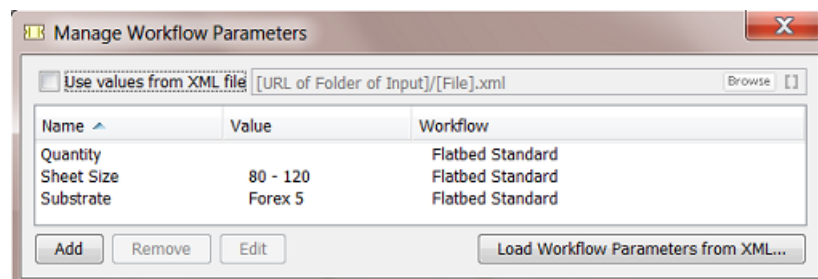 Manage Workflow Parameters
Use values from XML file [URL of Folder of Input]/[File].xml Browse []
Name Value Workflow
Quantity Flatbed Standard
Sheet Size 80 - 120 Flatbed Standard
Substrate Forex 5 Flatbed Standard
Add Remove Edit Load Workflow Parameters from XML...